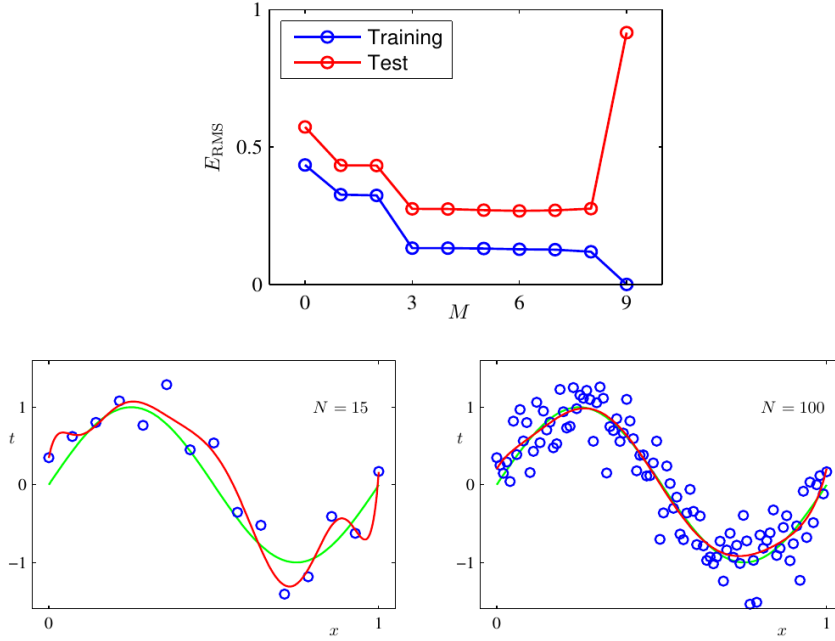 1
Training
Test
E_RMS
0.5
0
0 3 6 9
M
N = 15
1
t
0
−1
0 x 1
N = 100
1
t
0
−1
0 x 1